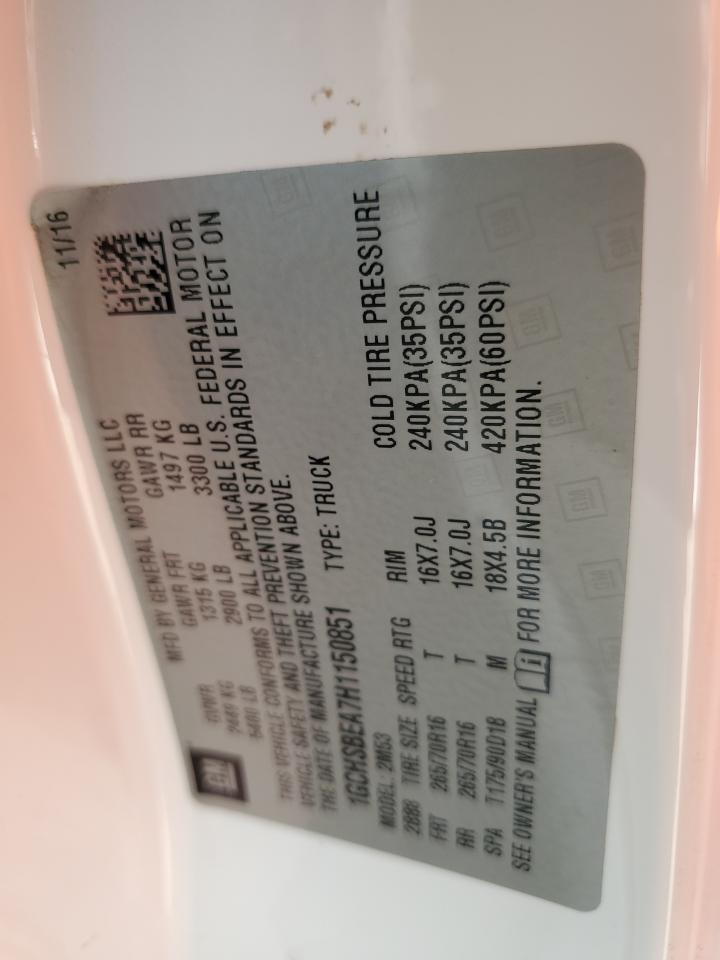 11/16
MFD BY GENERAL MOTORS LLC
GVWR GAWR FRT GAWR RR
2449 KG 1315 KG 1497 KG
5400 LB 2900 LB 3300 LB
THIS VEHICLE CONFORMS TO ALL APPLICABLE U.S. FEDERAL MOTOR
VEHICLE SAFETY AND THEFT PREVENTION STANDARDS IN EFFECT ON
THE DATE OF MANUFACTURE SHOWN ABOVE.
1GCHSBEA7H1150851 TYPE: TRUCK
MODEL: 2M53
2888 TIRE SIZE SPEED RTG RIM COLD TIRE PRESSURE
FRT 265/70R16 T 16X7.0J 240KPA(35PSI)
RR 265/70R16 T 16X7.0J 240KPA(35PSI)
SPA T175/90D18 M 18X4.5B 420KPA(60PSI)
SEE OWNER'S MANUAL FOR MORE INFORMATION.
GM